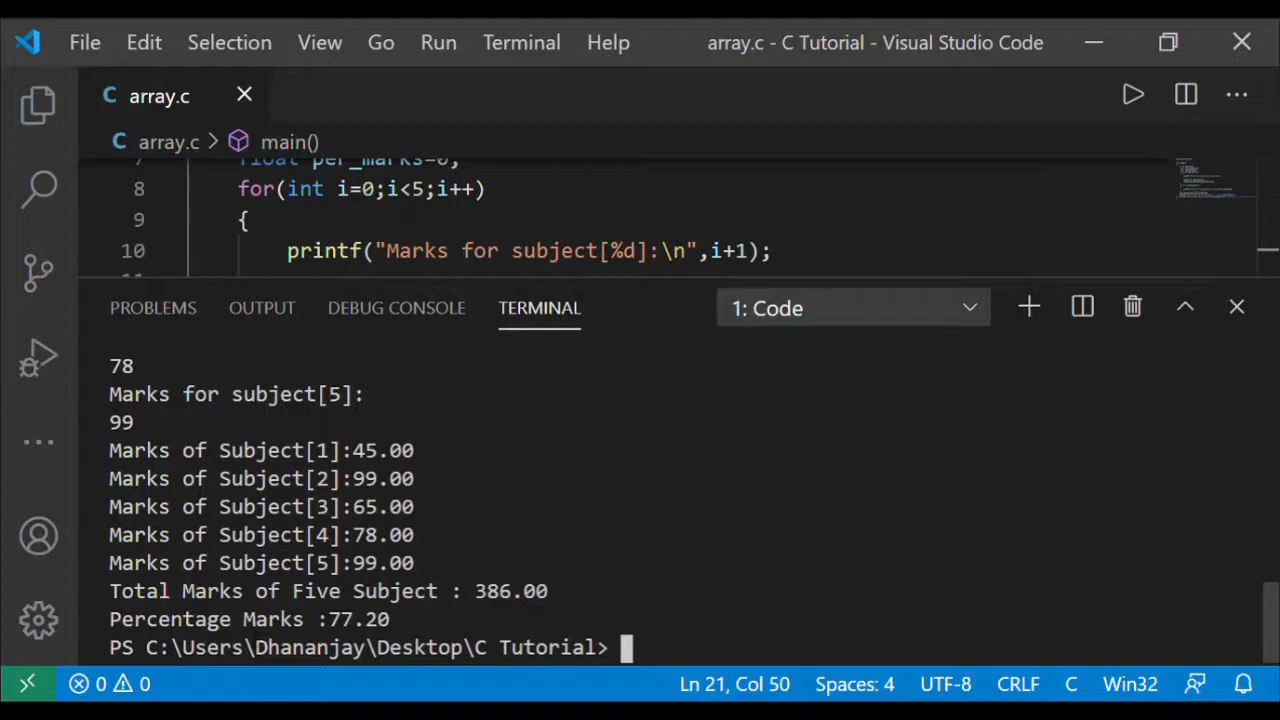 File Edit Selection View Go Run Terminal Help array.c - C Tutorial - Visual Studio Code
C array.c
C array.c > main()
7 float per_marks=0;
8 for(int i=0;i<5;i++)
9 {
10 printf("Marks for subject[%d]:\n",i+1);
PROBLEMS OUTPUT DEBUG CONSOLE TERMINAL 1: Code
78
Marks for subject[5]:
99
Marks of Subject[1]:45.00
Marks of Subject[2]:99.00
Marks of Subject[3]:65.00
Marks of Subject[4]:78.00
Marks of Subject[5]:99.00
Total Marks of Five Subject : 386.00
Percentage Marks :77.20
PS C:\Users\Dhananjay\Desktop\C Tutorial>
0 0 Ln 21, Col 50 Spaces: 4 UTF-8 CRLF C Win32